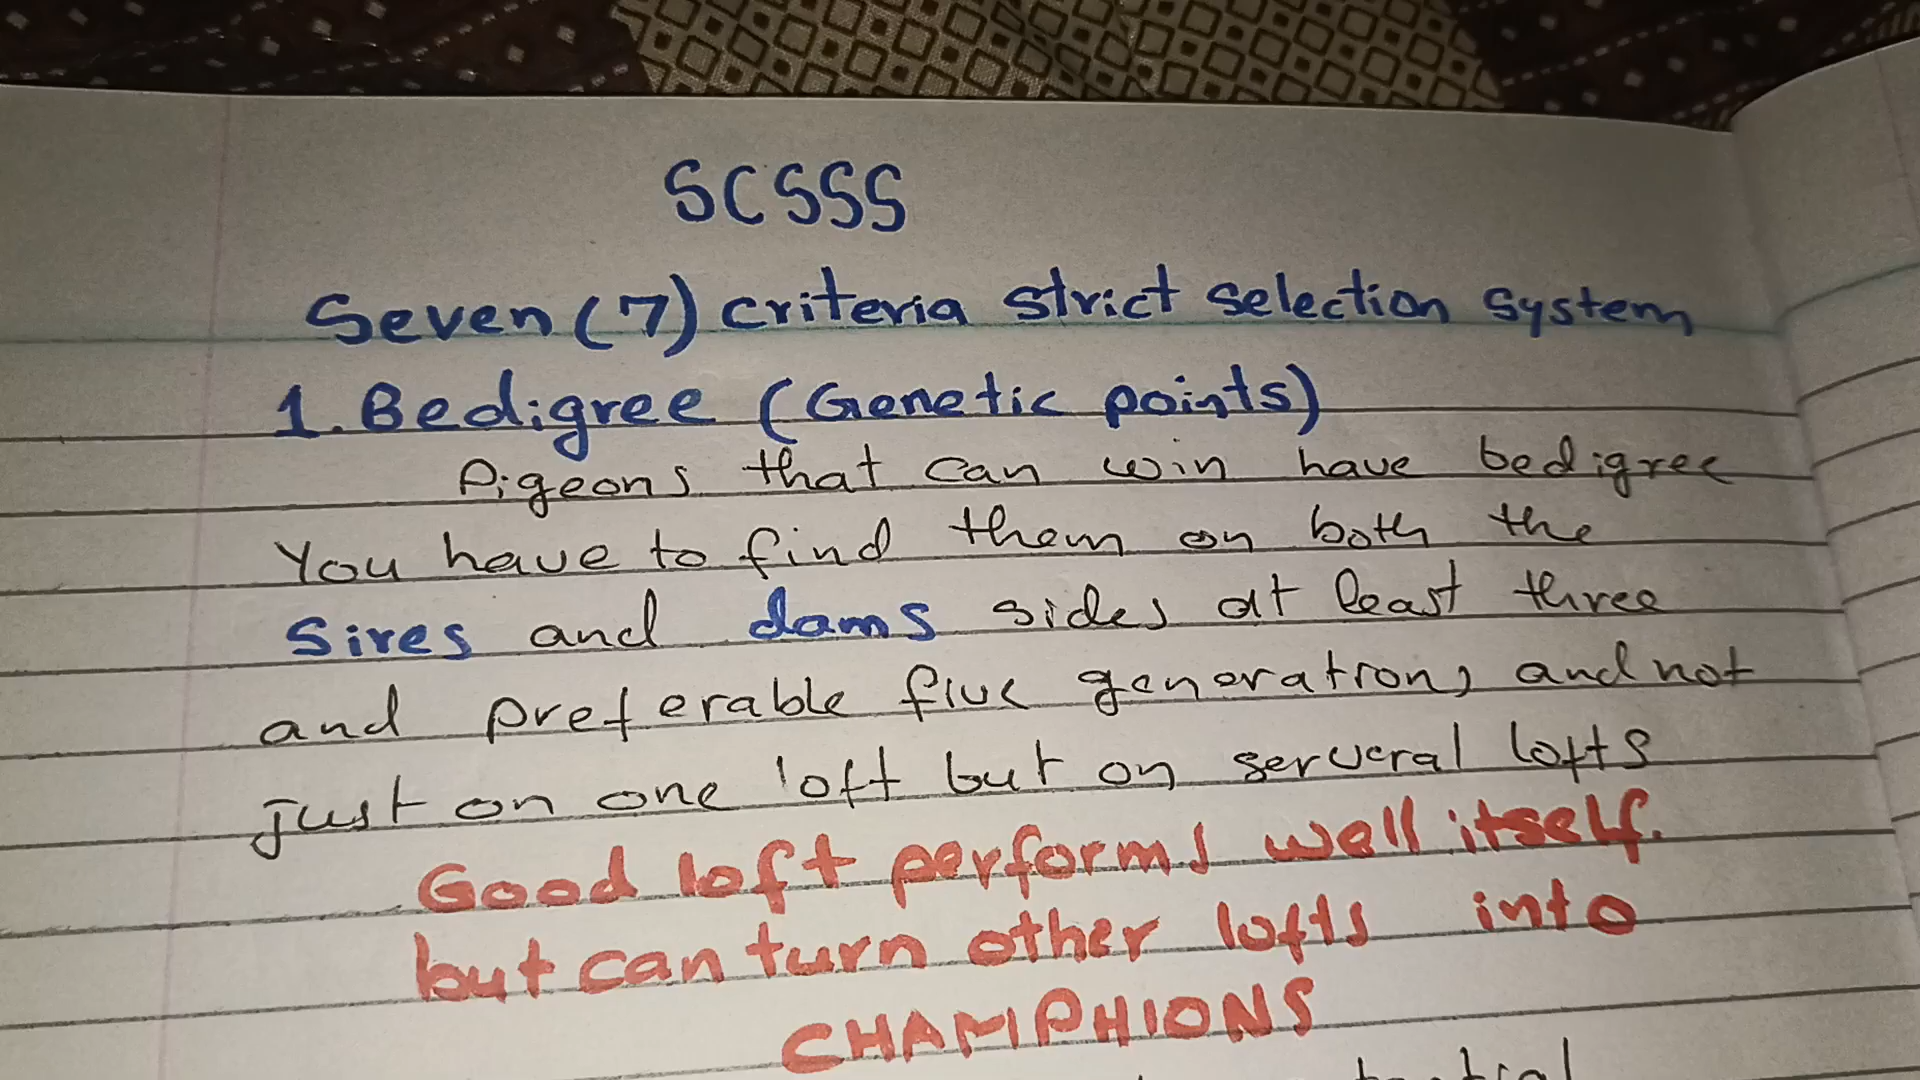 SCSSS
Seven (7) criteria strict selection system
1. Bedigree (Genetic points)
Pigeons that can win have bedigree
You have to find them on both the
Sires and dams sides at least three
and preferable five generations and not
just on one loft but on serveral lofts
Good loft performs well itself.
but can turn other lofts into
CHAMPHIONS